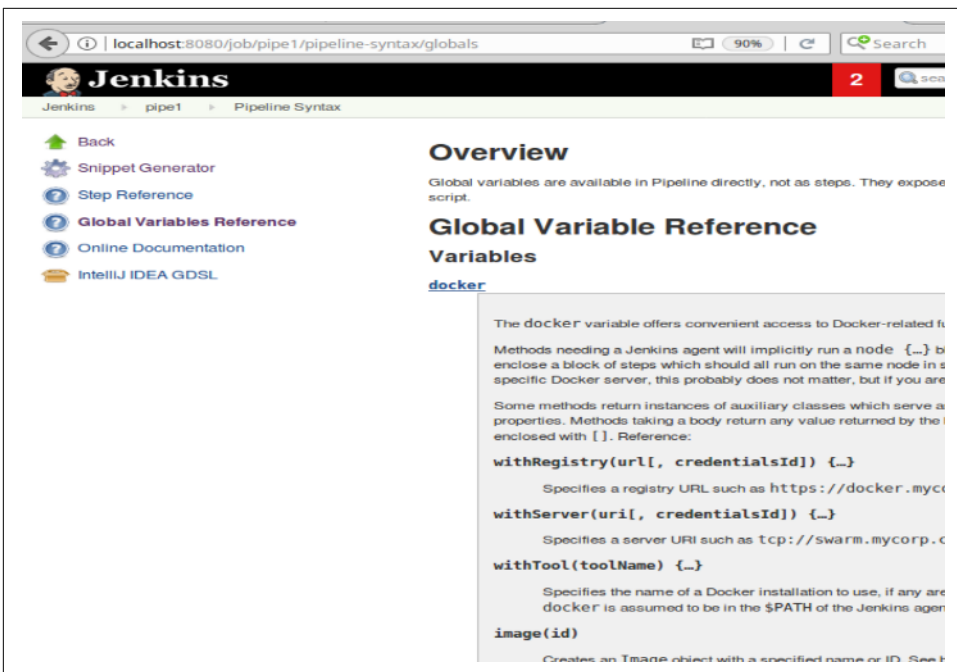 localhost:8080/job/pipe1/pipeline-syntax/globals
90%
Search
Jenkins
2
sea
Jenkins
pipe1
Pipeline Syntax
Back
Snippet Generator
Step Reference
Global Variables Reference
Online Documentation
IntelliJ IDEA GDSL
Overview
Global variables are available in Pipeline directly, not as steps. They expose
script.
Global Variable Reference
Variables
docker
The docker variable offers convenient access to Docker-related fu
Methods needing a Jenkins agent will implicitly run a node {…} bl
enclose a block of steps which should all run on the same node in s
specific Docker server, this probably does not matter, but if you are
Some methods return instances of auxiliary classes which serve a
properties. Methods taking a body return any value returned by the
enclosed with []. Reference:
withRegistry(url[, credentialsId]) {…}
Specifies a registry URL such as https://docker.myc
withServer(uri[, credentialsId]) {…}
Specifies a server URI such as tcp://swarm.mycorp.c
withTool(toolName) {…}
Specifies the name of a Docker installation to use, if any are
docker is assumed to be in the $PATH of the Jenkins agen
image(id)
Creates an Image object with a specified name or ID. See